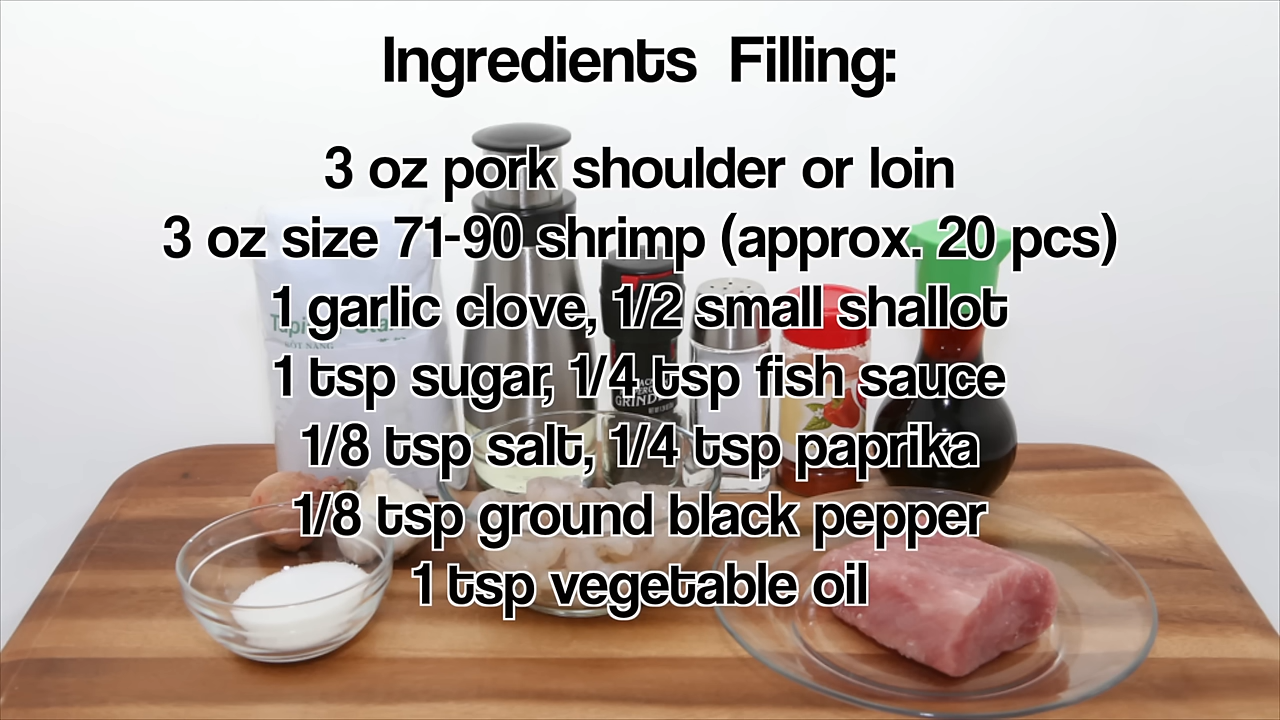 Ingredients Filling:
3 oz pork shoulder or loin
3 oz size 71-90 shrimp (approx. 20 pcs)
1 garlic clove, 1/2 small shallot
1 tsp sugar, 1/4 tsp fish sauce
1/8 tsp salt, 1/4 tsp paprika
1/8 tsp ground black pepper
1 tsp vegetable oil
BỘT NĂNG